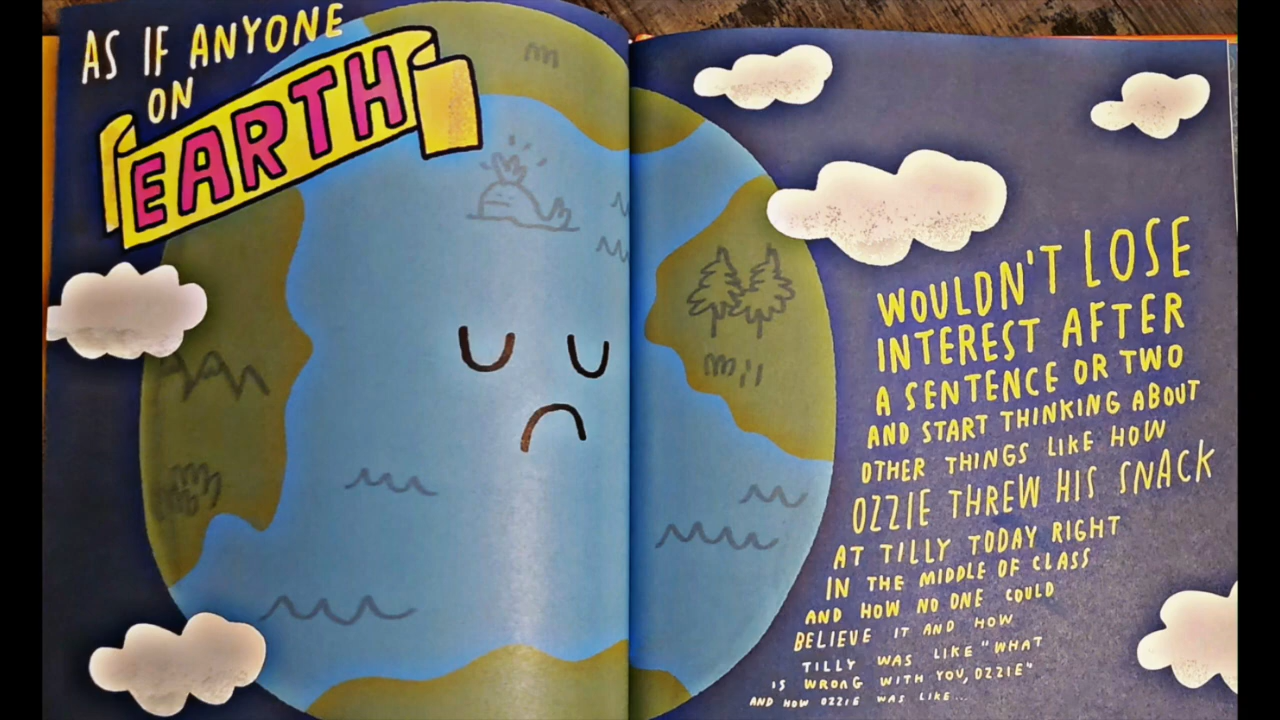 AS IF ANYONE
ON
EARTH
WOULDN'T LOSE
INTEREST AFTER
A SENTENCE OR TWO
AND START THINKING ABOUT
OTHER THINGS LIKE HOW
OZZIE THREW HIS SNACK
AT TILLY TODAY RIGHT
IN THE MIDDLE OF CLASS
AND HOW NO ONE COULD
BELIEVE IT AND HOW
TILLY WAS LIKE "WHAT
IS WRONG WITH YOU, OZZIE"
AND HOW OZZIE WAS LIKE...